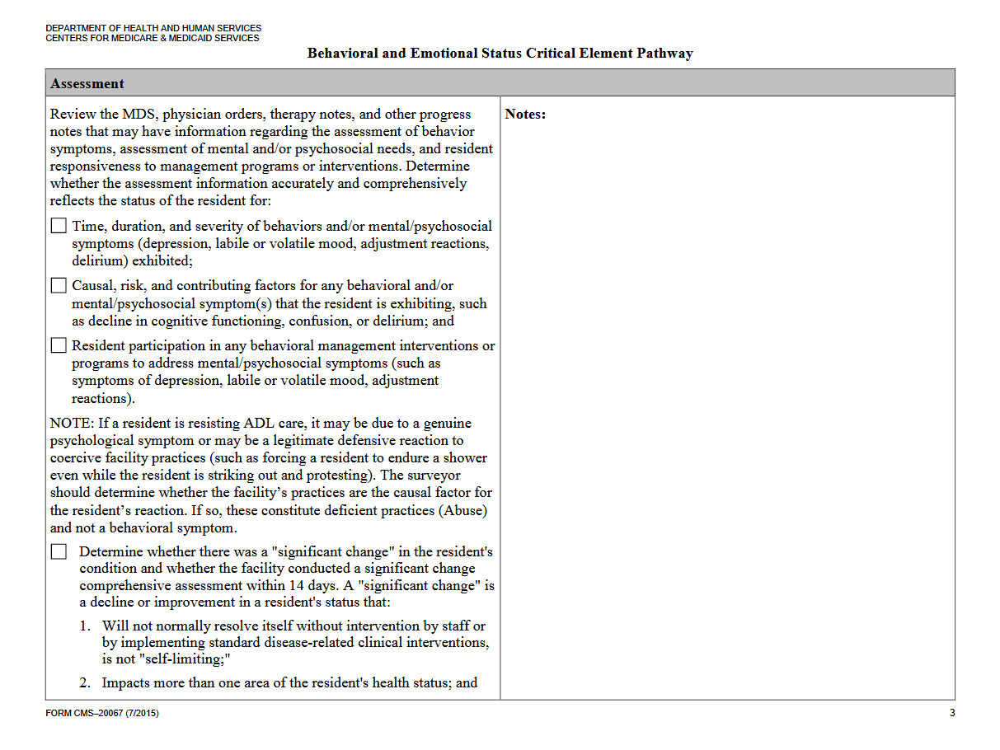 DEPARTMENT OF HEALTH AND HUMAN SERVICES
CENTERS FOR MEDICARE & MEDICAID SERVICES
Behavioral and Emotional Status Critical Element Pathway
Assessment
Review the MDS, physician orders, therapy notes, and other progress
notes that may have information regarding the assessment of behavior
symptoms, assessment of mental and/or psychosocial needs, and resident
responsiveness to management programs or interventions. Determine
whether the assessment information accurately and comprehensively
reflects the status of the resident for:
Time, duration, and severity of behaviors and/or mental/psychosocial
symptoms (depression, labile or volatile mood, adjustment reactions,
delirium) exhibited;
Causal, risk, and contributing factors for any behavioral and/or
mental/psychosocial symptom(s) that the resident is exhibiting, such
as decline in cognitive functioning, confusion, or delirium; and
Resident participation in any behavioral management interventions or
programs to address mental/psychosocial symptoms (such as
symptoms of depression, labile or volatile mood, adjustment
reactions).
NOTE: If a resident is resisting ADL care, it may be due to a genuine
psychological symptom or may be a legitimate defensive reaction to
coercive facility practices (such as forcing a resident to endure a shower
even while the resident is striking out and protesting). The surveyor
should determine whether the facility’s practices are the causal factor for
the resident’s reaction. If so, these constitute deficient practices (Abuse)
and not a behavioral symptom.
Determine whether there was a "significant change" in the resident's
condition and whether the facility conducted a significant change
comprehensive assessment within 14 days. A "significant change" is
a decline or improvement in a resident's status that:
1. Will not normally resolve itself without intervention by staff or
by implementing standard disease-related clinical interventions,
is not "self-limiting;"
2. Impacts more than one area of the resident's health status; and
Notes:
FORM CMS–20067 (7/2015)
3